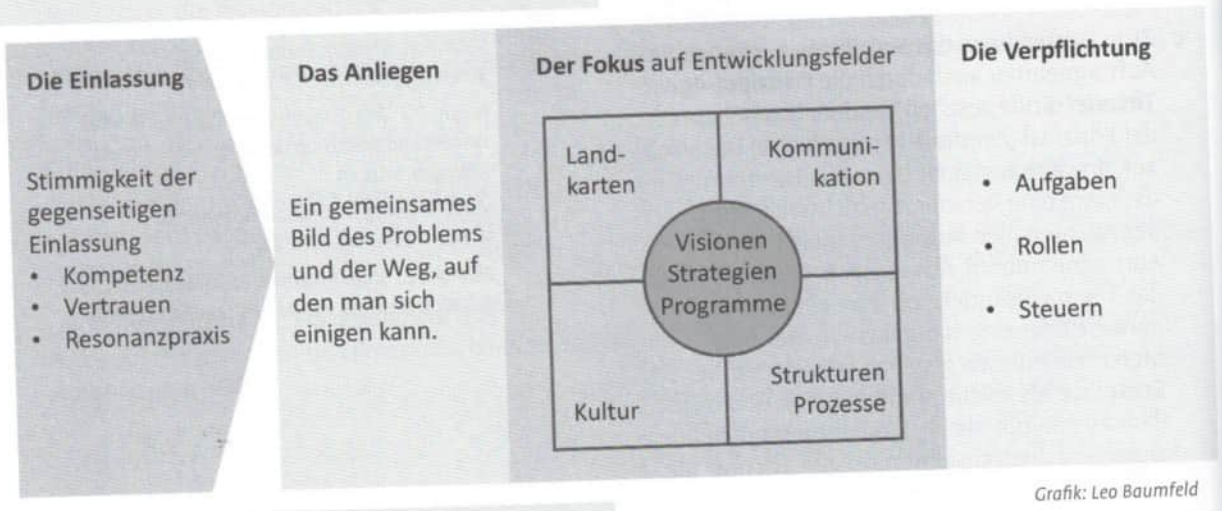 Die Einlassung
Stimmigkeit der
gegenseitigen
Einlassung
• Kompetenz
• Vertrauen
• Resonanzpraxis
Das Anliegen
Ein gemeinsames
Bild des Problems
und der Weg, auf
den man sich
einigen kann.
Der Fokus auf Entwicklungsfelder
Land-
karten
Kommuni-
kation
Visionen
Strategien
Programme
Kultur
Strukturen
Prozesse
Die Verpflichtung
• Aufgaben
• Rollen
• Steuern
Grafik: Leo Baumfeld